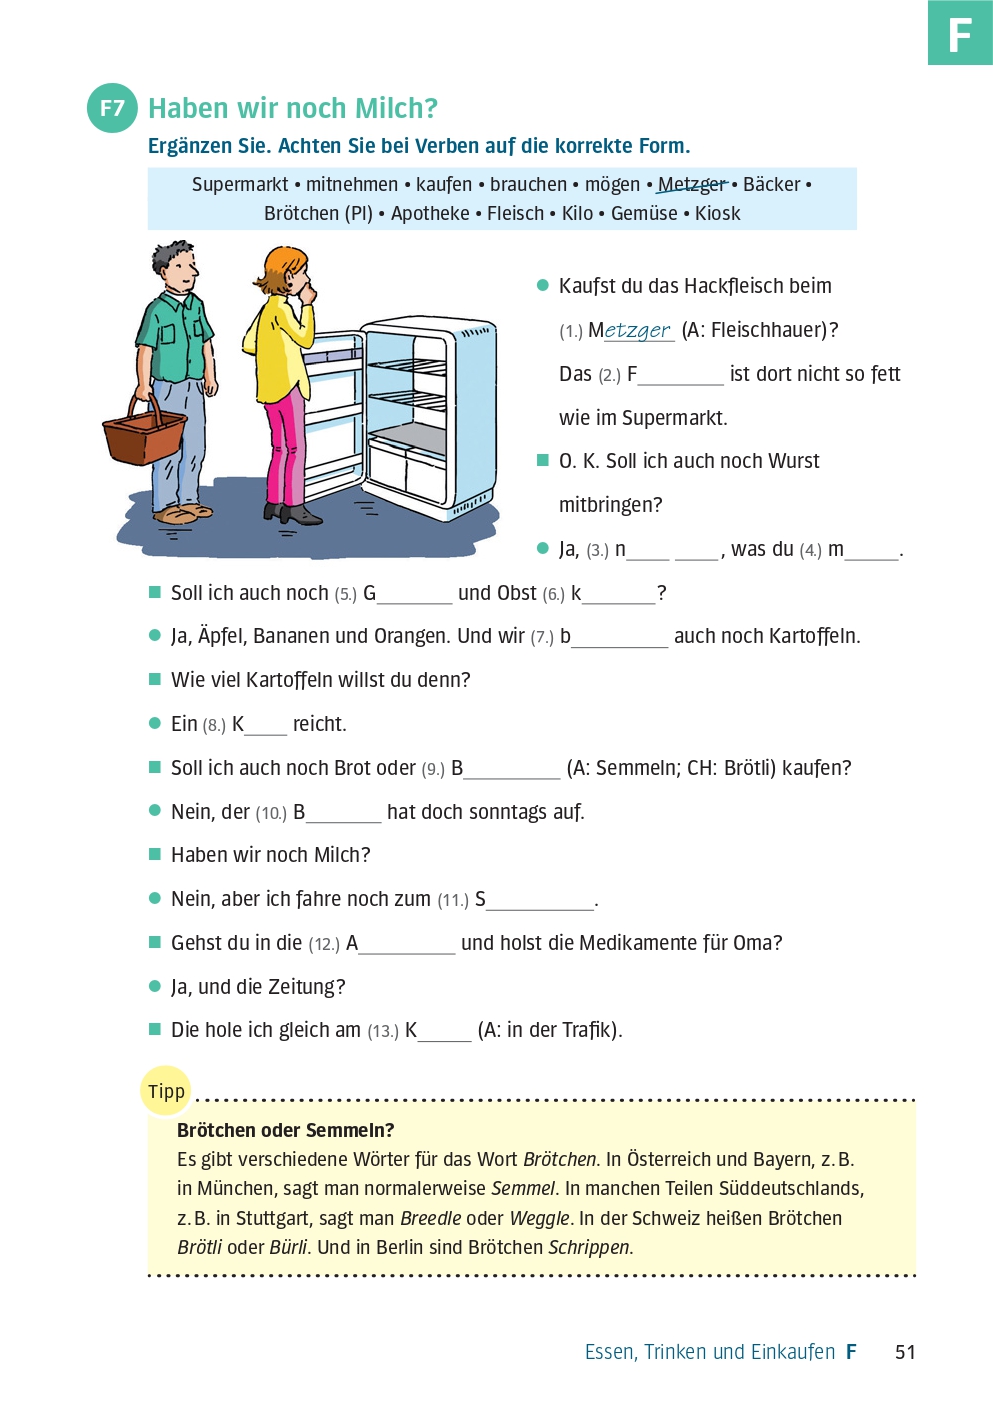 F
F7 Haben wir noch Milch?
Ergänzen Sie. Achten Sie bei Verben auf die korrekte Form.
Supermarkt • mitnehmen • kaufen • brauchen • mögen • Metzger • Bäcker •
Brötchen (Pl) • Apotheke • Fleisch • Kilo • Gemüse • Kiosk
● Kaufst du das Hackfleisch beim
(1.) Metzger (A: Fleischhauer)?
Das (2.) F________ ist dort nicht so fett
wie im Supermarkt.
■ O. K. Soll ich auch noch Wurst
mitbringen?
● Ja, (3.) n____ ____, was du (4.) m_____.
■ Soll ich auch noch (5.) G_______ und Obst (6.) k_______?
● Ja, Äpfel, Bananen und Orangen. Und wir (7.) b_________ auch noch Kartoffeln.
■ Wie viel Kartoffeln willst du denn?
● Ein (8.) K____ reicht.
■ Soll ich auch noch Brot oder (9.) B_________ (A: Semmeln; CH: Brötli) kaufen?
● Nein, der (10.) B_______ hat doch sonntags auf.
■ Haben wir noch Milch?
● Nein, aber ich fahre noch zum (11.) S__________.
■ Gehst du in die (12.) A_________ und holst die Medikamente für Oma?
● Ja, und die Zeitung?
■ Die hole ich gleich am (13.) K_____ (A: in der Trafik).
Tipp
Brötchen oder Semmeln?
Es gibt verschiedene Wörter für das Wort Brötchen. In Österreich und Bayern, z. B.
in München, sagt man normalerweise Semmel. In manchen Teilen Süddeutschlands,
z. B. in Stuttgart, sagt man Breedle oder Weggle. In der Schweiz heißen Brötchen
Brötli oder Bürli. Und in Berlin sind Brötchen Schrippen.
Essen, Trinken und Einkaufen F 51